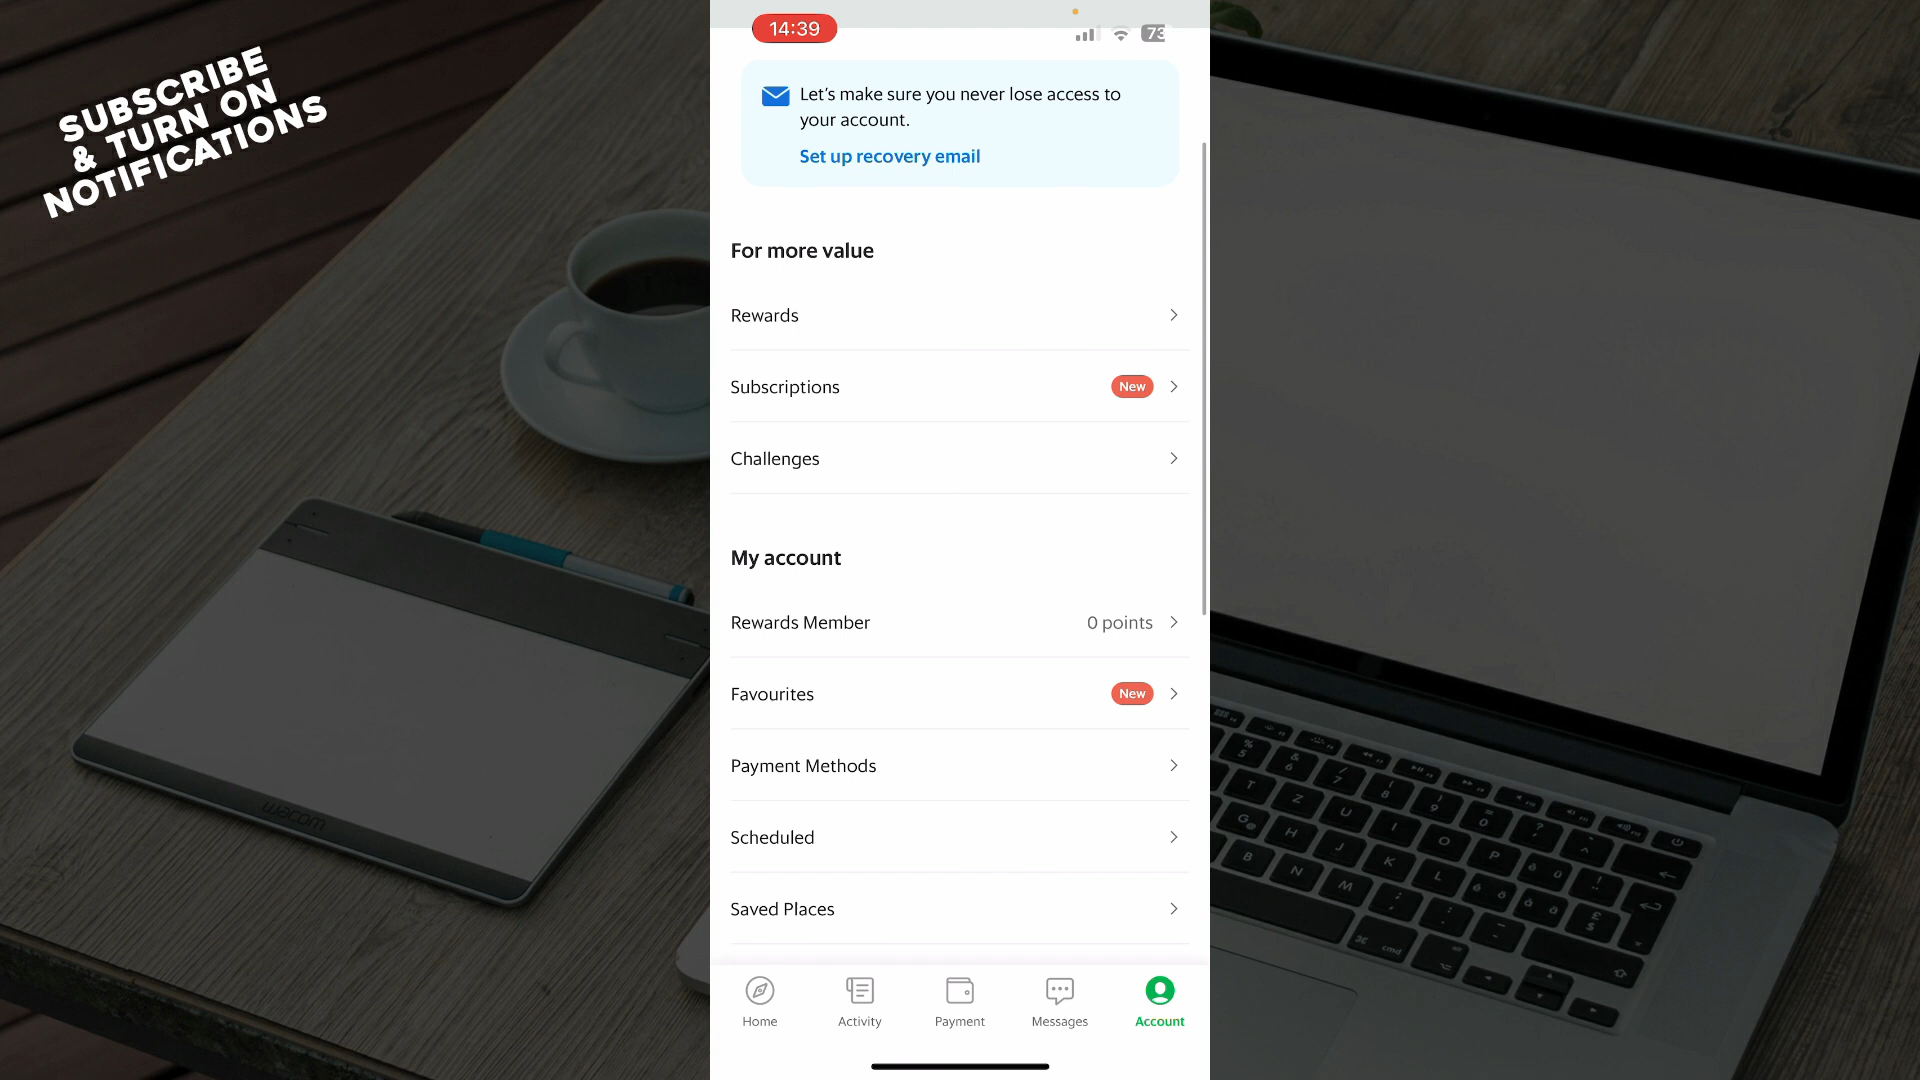 SUBSCRIBE
& TURN ON
NOTIFICATIONS
14:39
73
Let's make sure you never lose access to
your account.
Set up recovery email
For more value
Rewards
Subscriptions New
Challenges
My account
Rewards Member 0 points
Favourites New
Payment Methods
Scheduled
Saved Places
Home Activity Payment Messages Account
wacom